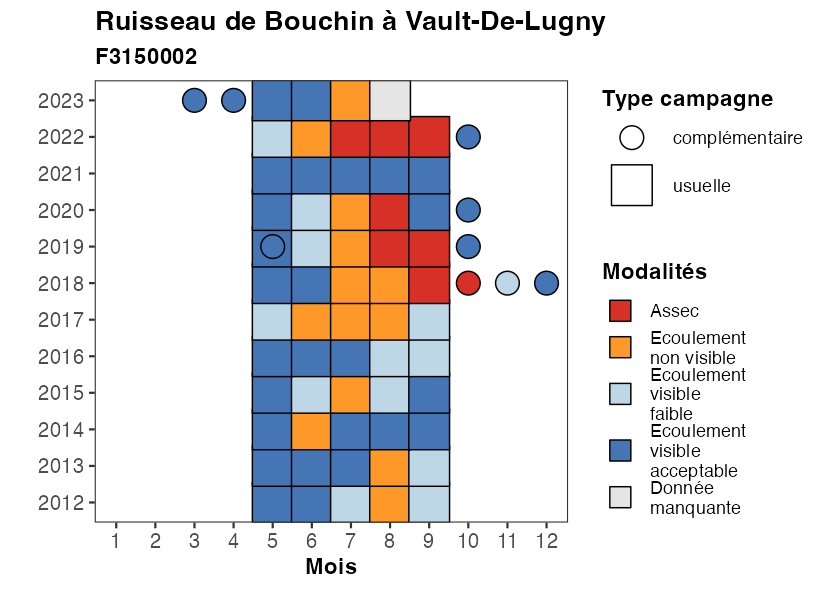 Ruisseau de Bouchin à Vault-De-Lugny
F3150002
2023
2022
2021
2020
2019
2018
2017
2016
2015
2014
2013
2012
1 2 3 4 5 6 7 8 9 10 11 12
Mois
Type campagne
complémentaire
usuelle
Modalités
Assec
Ecoulement
non visible
Ecoulement
visible
faible
Ecoulement
visible
acceptable
Donnée
manquante